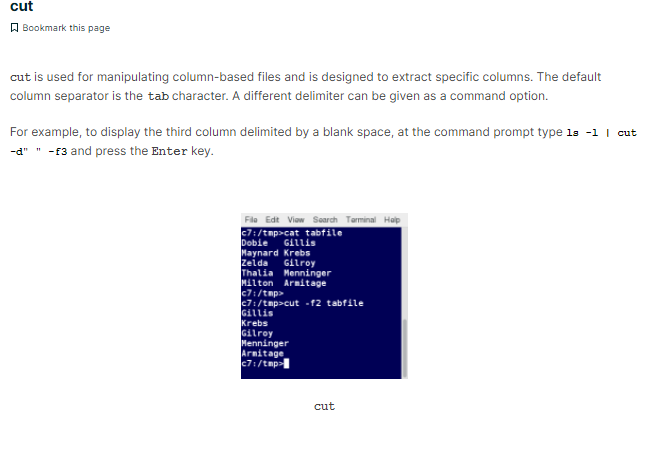 cut
Bookmark this page
cut is used for manipulating column-based files and is designed to extract specific columns. The default
column separator is the tab character. A different delimiter can be given as a command option.
For example, to display the third column delimited by a blank space, at the command prompt type ls -l | cut
-d" " -f3 and press the Enter key.
File Edit View Search Terminal Help
c7:/tmp>cat tabfile
Dobie Gillis
Maynard Krebs
Zelda Gilroy
Thalia Menninger
Milton Armitage
c7:/tmp>
c7:/tmp>cut -f2 tabfile
Gillis
Krebs
Gilroy
Menninger
Armitage
c7:/tmp>
cut